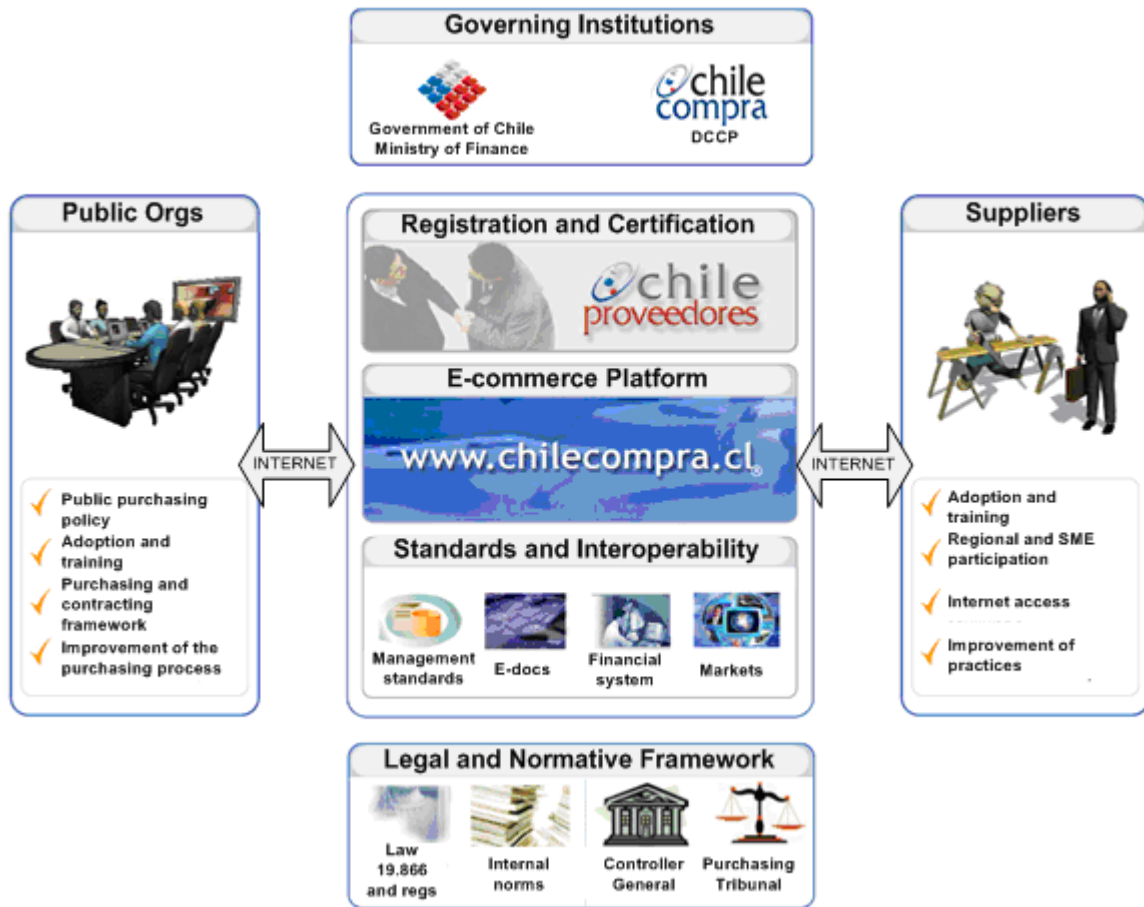 Governing Institutions
Government of Chile
Ministry of Finance
chile
compra
DCCP
Public Orgs
Public purchasing
policy
Adoption and
training
Purchasing and
contracting
framework
Improvement of the
purchasing process
INTERNET
Registration and Certification
chile
proveedores
E-commerce Platform
www.chilecompra.cl
Standards and Interoperability
Management
standards
E-docs
Financial
system
Markets
INTERNET
Suppliers
Adoption and
training
Regional and SME
participation
Internet access
Improvement of
practices
Legal and Normative Framework
Law
19.866
and regs
Internal
norms
Controller
General
Purchasing
Tribunal